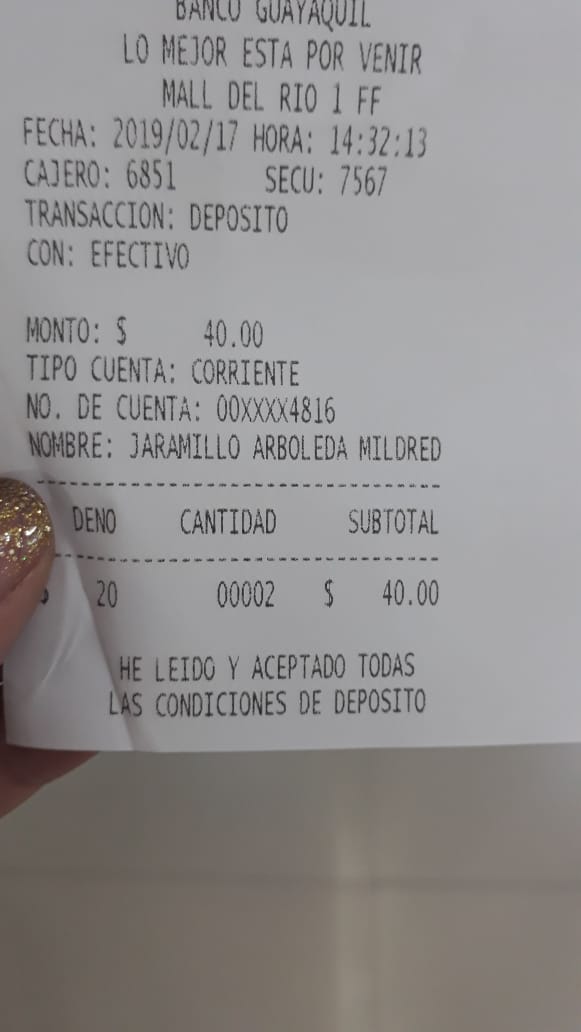 BANCO GUAYAQUIL
LO MEJOR ESTA POR VENIR
MALL DEL RIO 1 FF
FECHA: 2019/02/17 HORA: 14:32:13
CAJERO: 6851 SECU: 7567
TRANSACCION: DEPOSITO
CON: EFECTIVO
MONTO: $ 40.00
TIPO CUENTA: CORRIENTE
NO. DE CUENTA: 00XXXX4816
NOMBRE: JARAMILLO ARBOLEDA MILDRED
--------------------------------
DENO CANTIDAD SUBTOTAL
--------------------------------
$ 20 00002 $ 40.00
HE LEIDO Y ACEPTADO TODAS
LAS CONDICIONES DE DEPOSITO